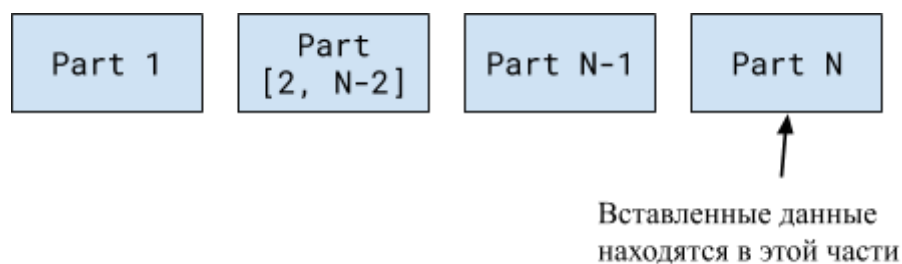 Part 1
Part
[2, N-2]
Part N-1
Part N
Вставленные данные
находятся в этой части